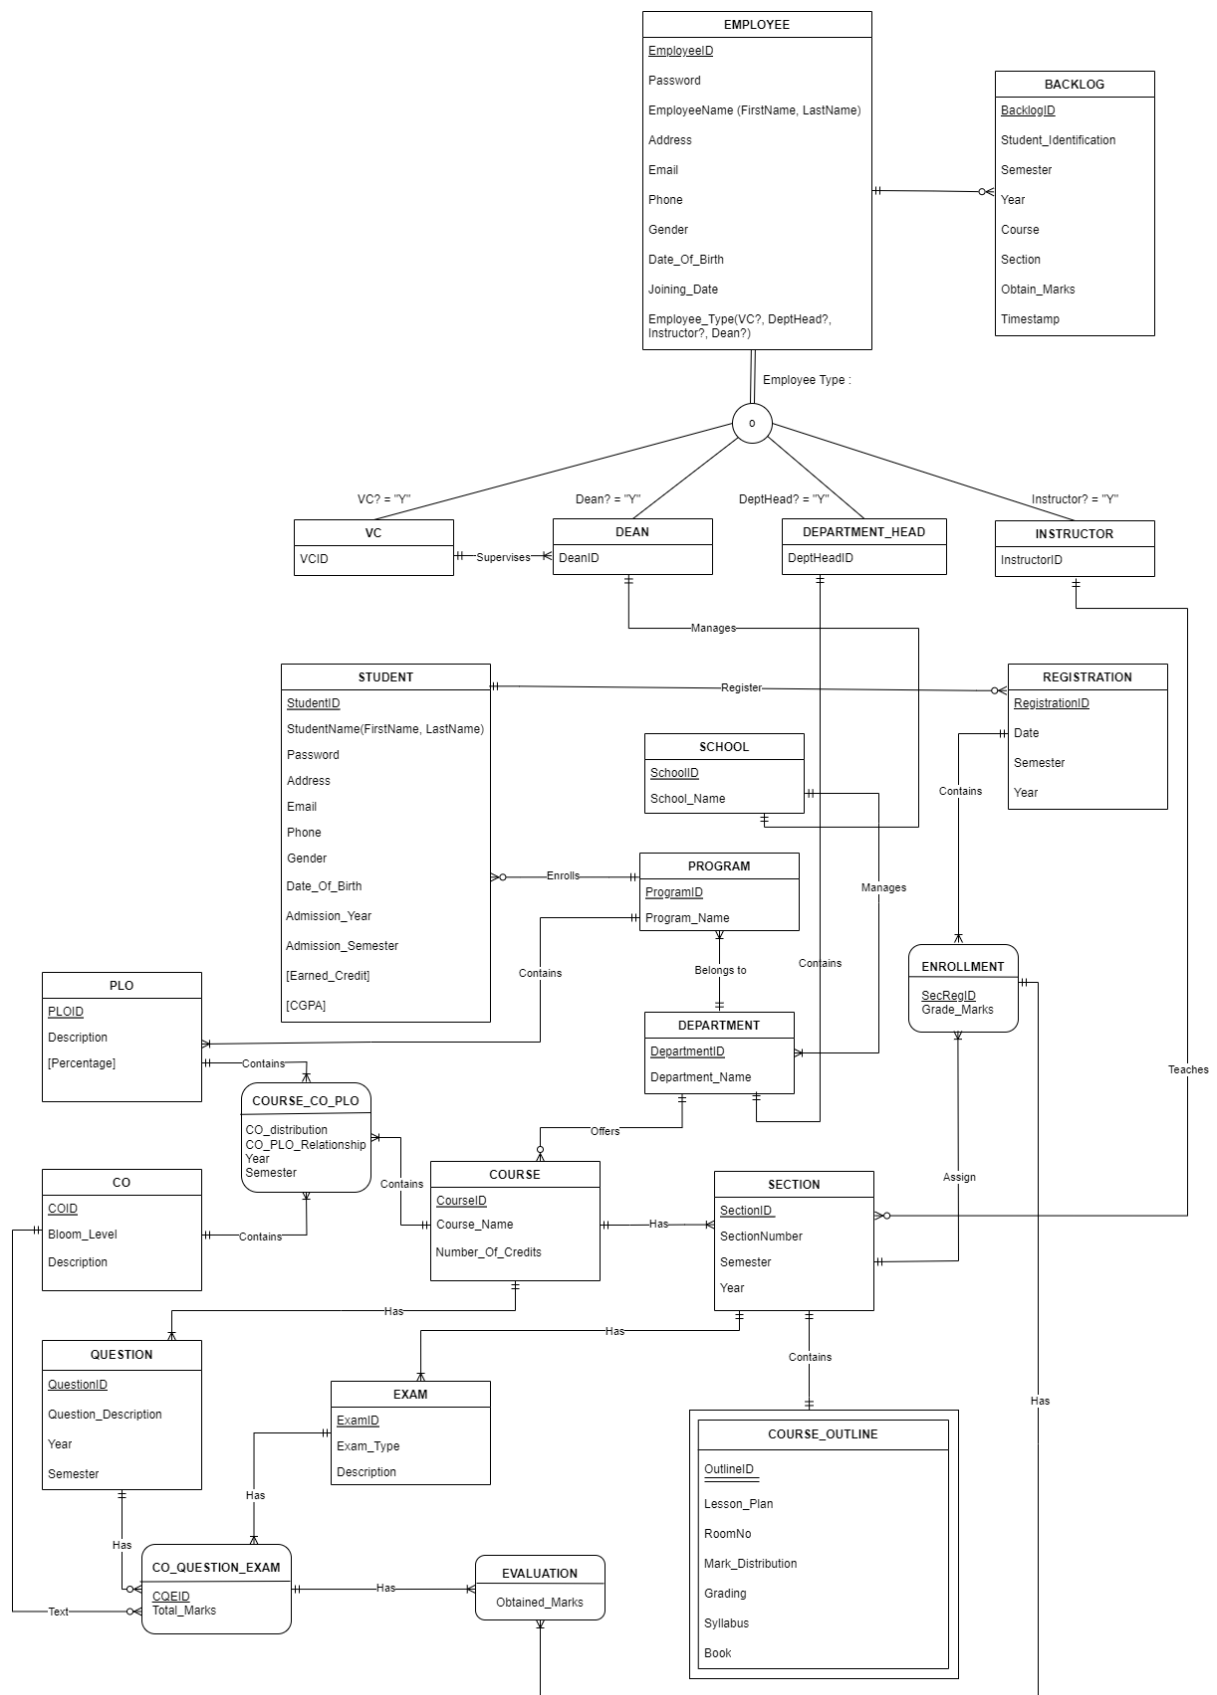 EMPLOYEE
EmployeeID
Password
EmployeeName (FirstName, LastName)
Address
Email
Phone
Gender
Date_Of_Birth
Joining_Date
Employee_Type(VC?, DeptHead?,
Instructor?, Dean?)
BACKLOG
BacklogID
Student_Identification
Semester
Year
Course
Section
Obtain_Marks
Timestamp
Employee Type :
o
VC? = "Y"
Dean? = "Y"
DeptHead? = "Y"
Instructor? = "Y"
VC
VCID
Supervises
DEAN
DeanID
DEPARTMENT_HEAD
DeptHeadID
INSTRUCTOR
InstructorID
Manages
STUDENT
StudentID
StudentName(FirstName, LastName)
Password
Address
Email
Phone
Gender
Date_Of_Birth
Admission_Year
Admission_Semester
[Earned_Credit]
[CGPA]
Register
REGISTRATION
RegistrationID
Date
Semester
Year
SCHOOL
SchoolID
School_Name
Contains
Enrolls
PROGRAM
ProgramID
Program_Name
Manages
Contains
Belongs to
Contains
ENROLLMENT
SecRegID
Grade_Marks
PLO
PLOID
Description
[Percentage]
Contains
DEPARTMENT
DepartmentID
Department_Name
Teaches
COURSE_CO_PLO
CO_distribution
CO_PLO_Relationship
Year
Semester
Offers
CO
COID
Bloom_Level
Description
Contains
Contains
COURSE
CourseID
Course_Name
Number_Of_Credits
Has
SECTION
SectionID
SectionNumber
Semester
Year
Assign
Has
Has
Contains
QUESTION
QuestionID
Question_Description
Year
Semester
EXAM
ExamID
Exam_Type
Description
Has
COURSE_OUTLINE
OutlineID
Lesson_Plan
RoomNo
Mark_Distribution
Grading
Syllabus
Book
Has
Has
CO_QUESTION_EXAM
CQEID
Total_Marks
Text
Has
EVALUATION
Obtained_Marks